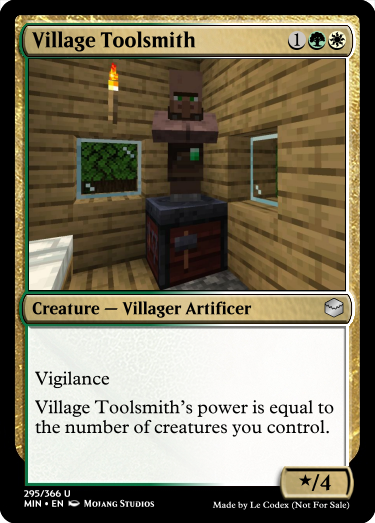 Village Toolsmith 1
Creature — Villager Artificer
Vigilance
Village Toolsmith's power is equal to
the number of creatures you control.
★/4
295/366 U
MIN • EN Mojang Studios
Made by Le Codex (Not For Sale)